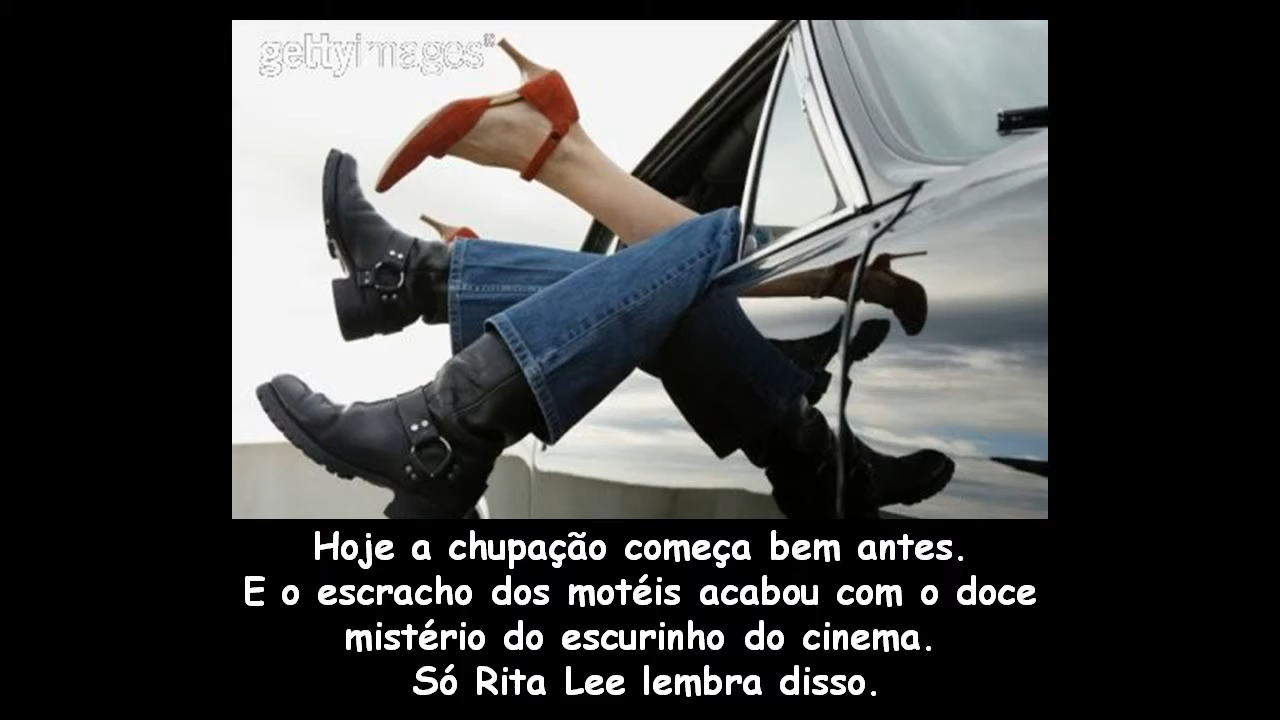 gettyimages®
Hoje a chupação começa bem antes.
E o escracho dos motéis acabou com o doce
mistério do escurinho do cinema.
Só Rita Lee lembra disso.